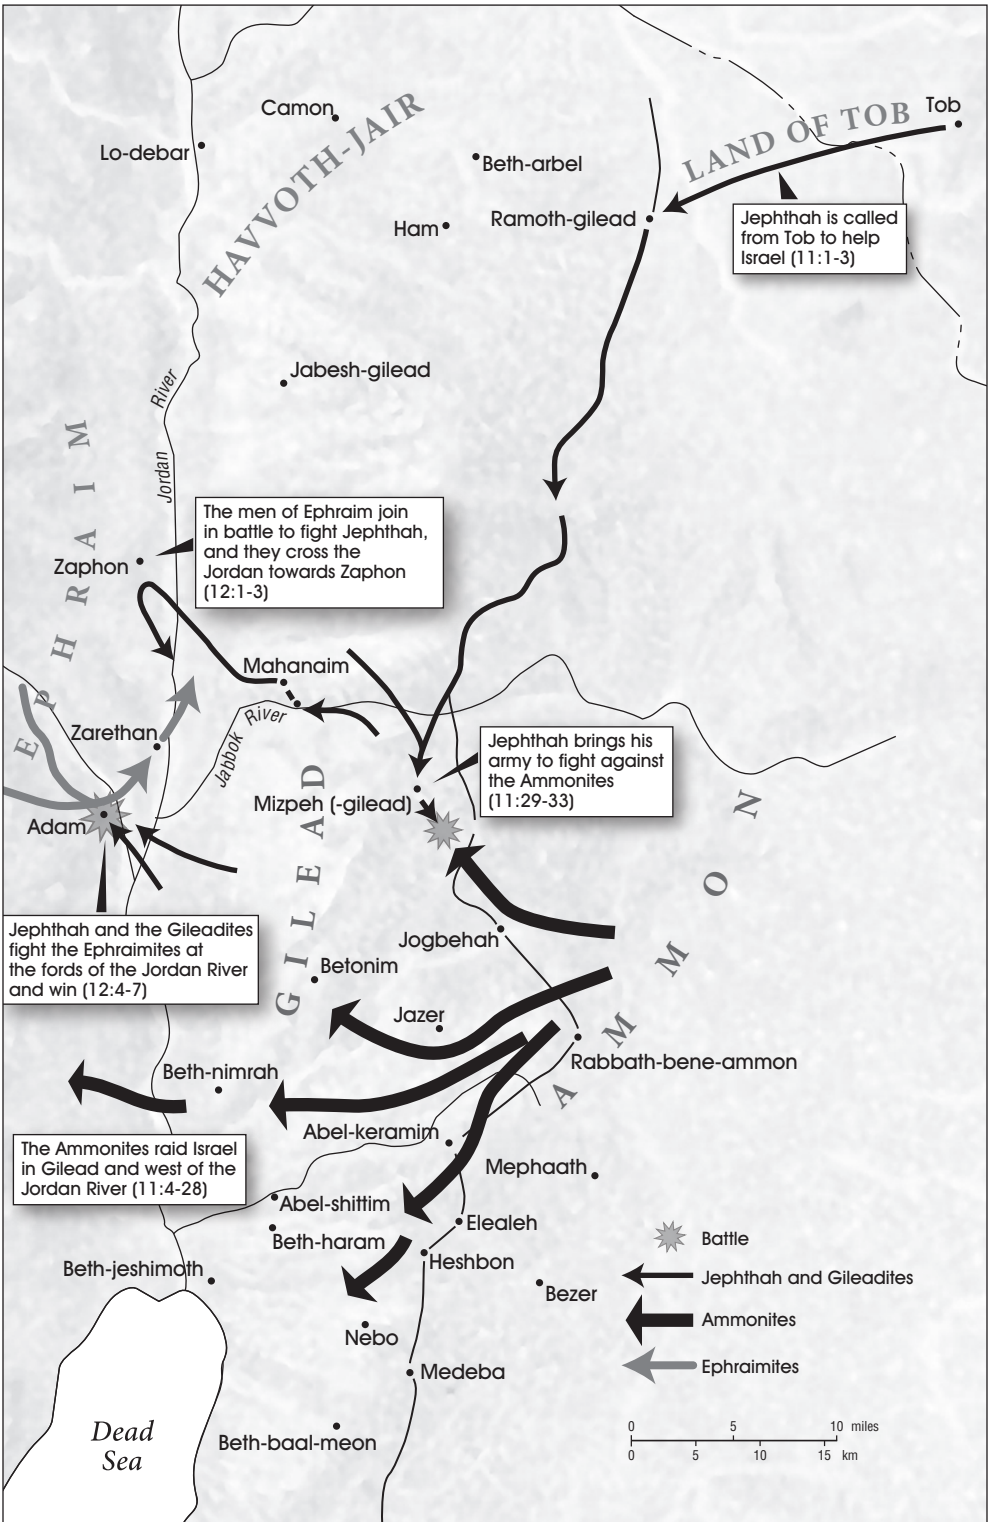 Camon
HAVVOTH-JAIR
Lo-debar
Beth-arbel
Ham
Ramoth-gilead
LAND OF TOB
Tob
Jephthah is called
from Tob to help
Israel (11:1-3)
Jabesh-gilead
River
Jordan
EPHRAIM
The men of Ephraim join
in battle to fight Jephthah,
and they cross the
Jordan towards Zaphon
(12:1-3)
Zaphon
Mahanaim
Zarethan
Jabbok River
Jephthah brings his
army to fight against
the Ammonites
(11:29-33)
Mizpeh (-gilead)
Adam
GILEAD
AMMON
Jephthah and the Gileadites
fight the Ephraimites at
the fords of the Jordan River
and win (12:4-7)
Jogbehah
Betonim
Jazer
Rabbath-bene-ammon
Beth-nimrah
Abel-keramim
The Ammonites raid Israel
in Gilead and west of the
Jordan River (11:4-28)
Mephaath
Abel-shittim
Elealeh
Beth-haram
Heshbon
Beth-jeshimoth
Bezer
Nebo
Medeba
Beth-baal-meon
Dead
Sea
Battle
Jephthah and Gileadites
Ammonites
Ephraimites
0 5 10 miles
0 5 10 15 km